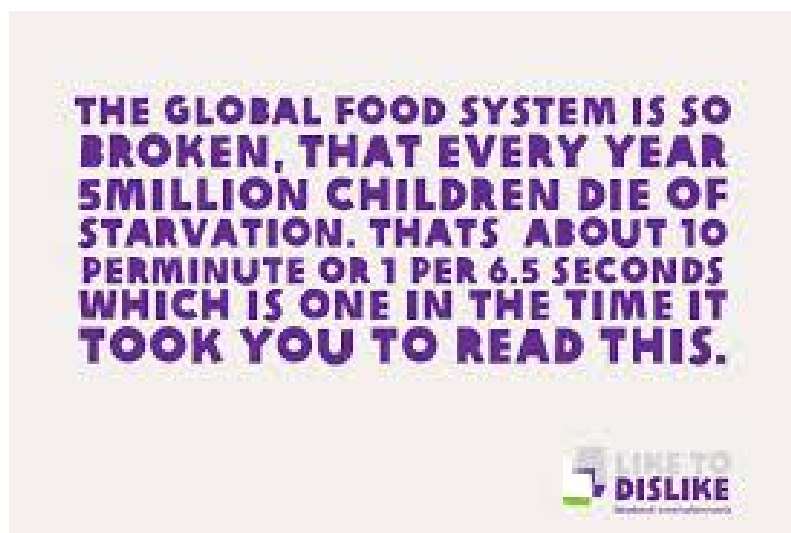 THE GLOBAL FOOD SYSTEM IS SO
BROKEN, THAT EVERY YEAR
5MILLION CHILDREN DIE OF
STARVATION. THATS ABOUT 10
PERMINUTE OR 1 PER 6.5 SECONDS
WHICH IS ONE IN THE TIME IT
TOOK YOU TO READ THIS.
LIKE TO
DISLIKE